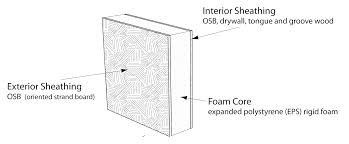 Interior Sheathing
OSB, drywall, tongue and groove wood
Exterior Sheathing
OSB (oriented strand board)
Foam Core
expanded polystyrene (EPS) rigid foam